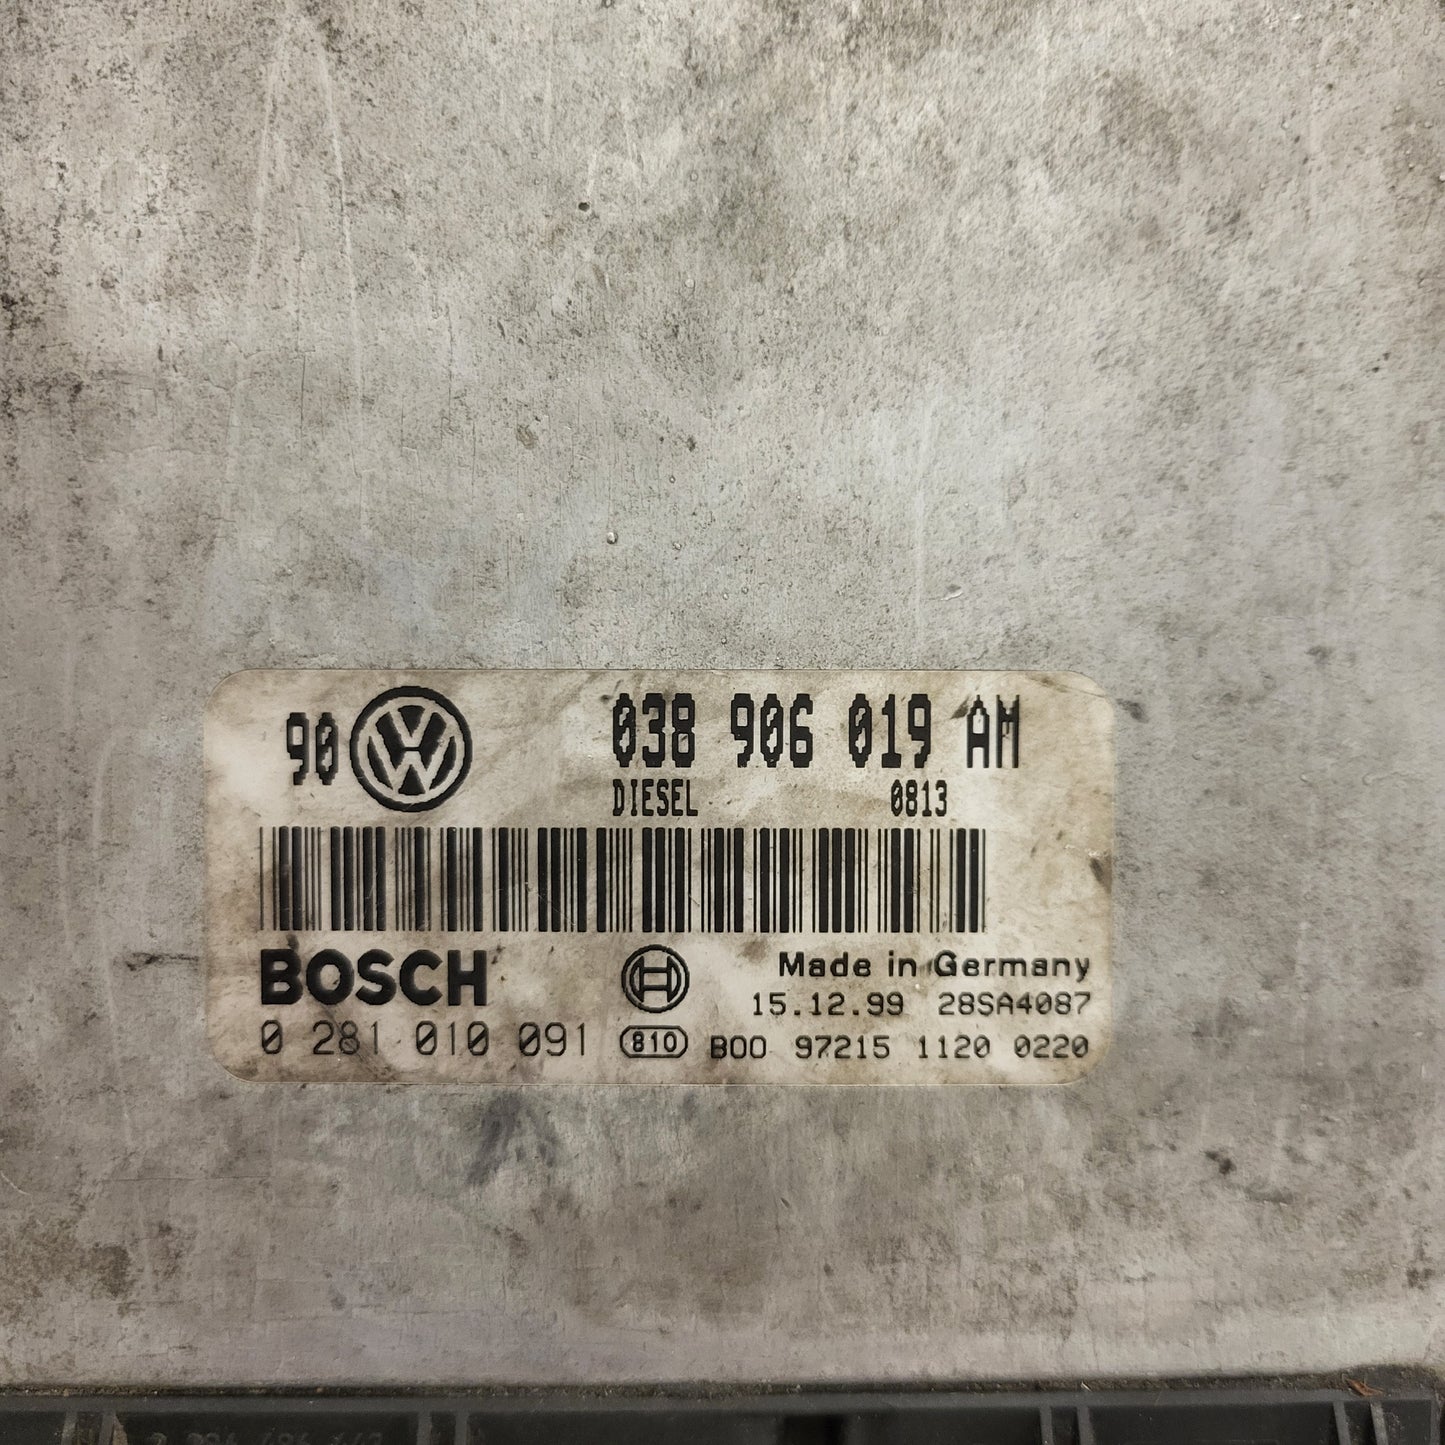 90 VW 038 906 019 AM
DIESEL 0813
BOSCH Made in Germany
15.12.99 28SA4087
0 281 010 091 810 B00 97215 1120 0220